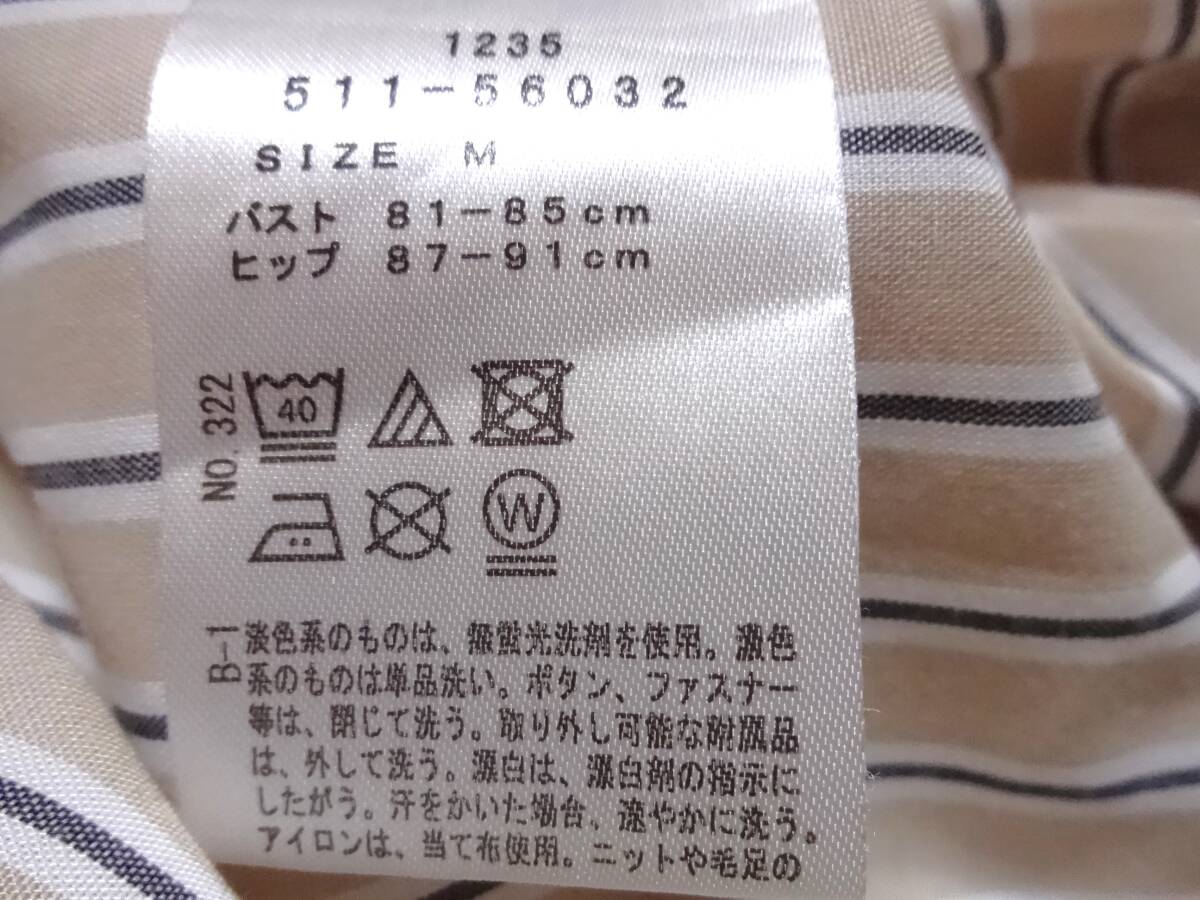 1235
511-56032
SIZE M
バスト 81-85cm
ヒップ 87-91cm
NO.322
40
W
B-1
淡色系のものは、無蛍光洗剤を使用。濃色
系のものは単品洗い。ボタン、ファスナー
等は、閉じて洗う。取り外し可能な附属品
は、外して洗う。漂白は、漂白剤の指示に
したがう。汗をかいた場合、速やかに洗う。
アイロンは、当て布使用。ニットや毛足の